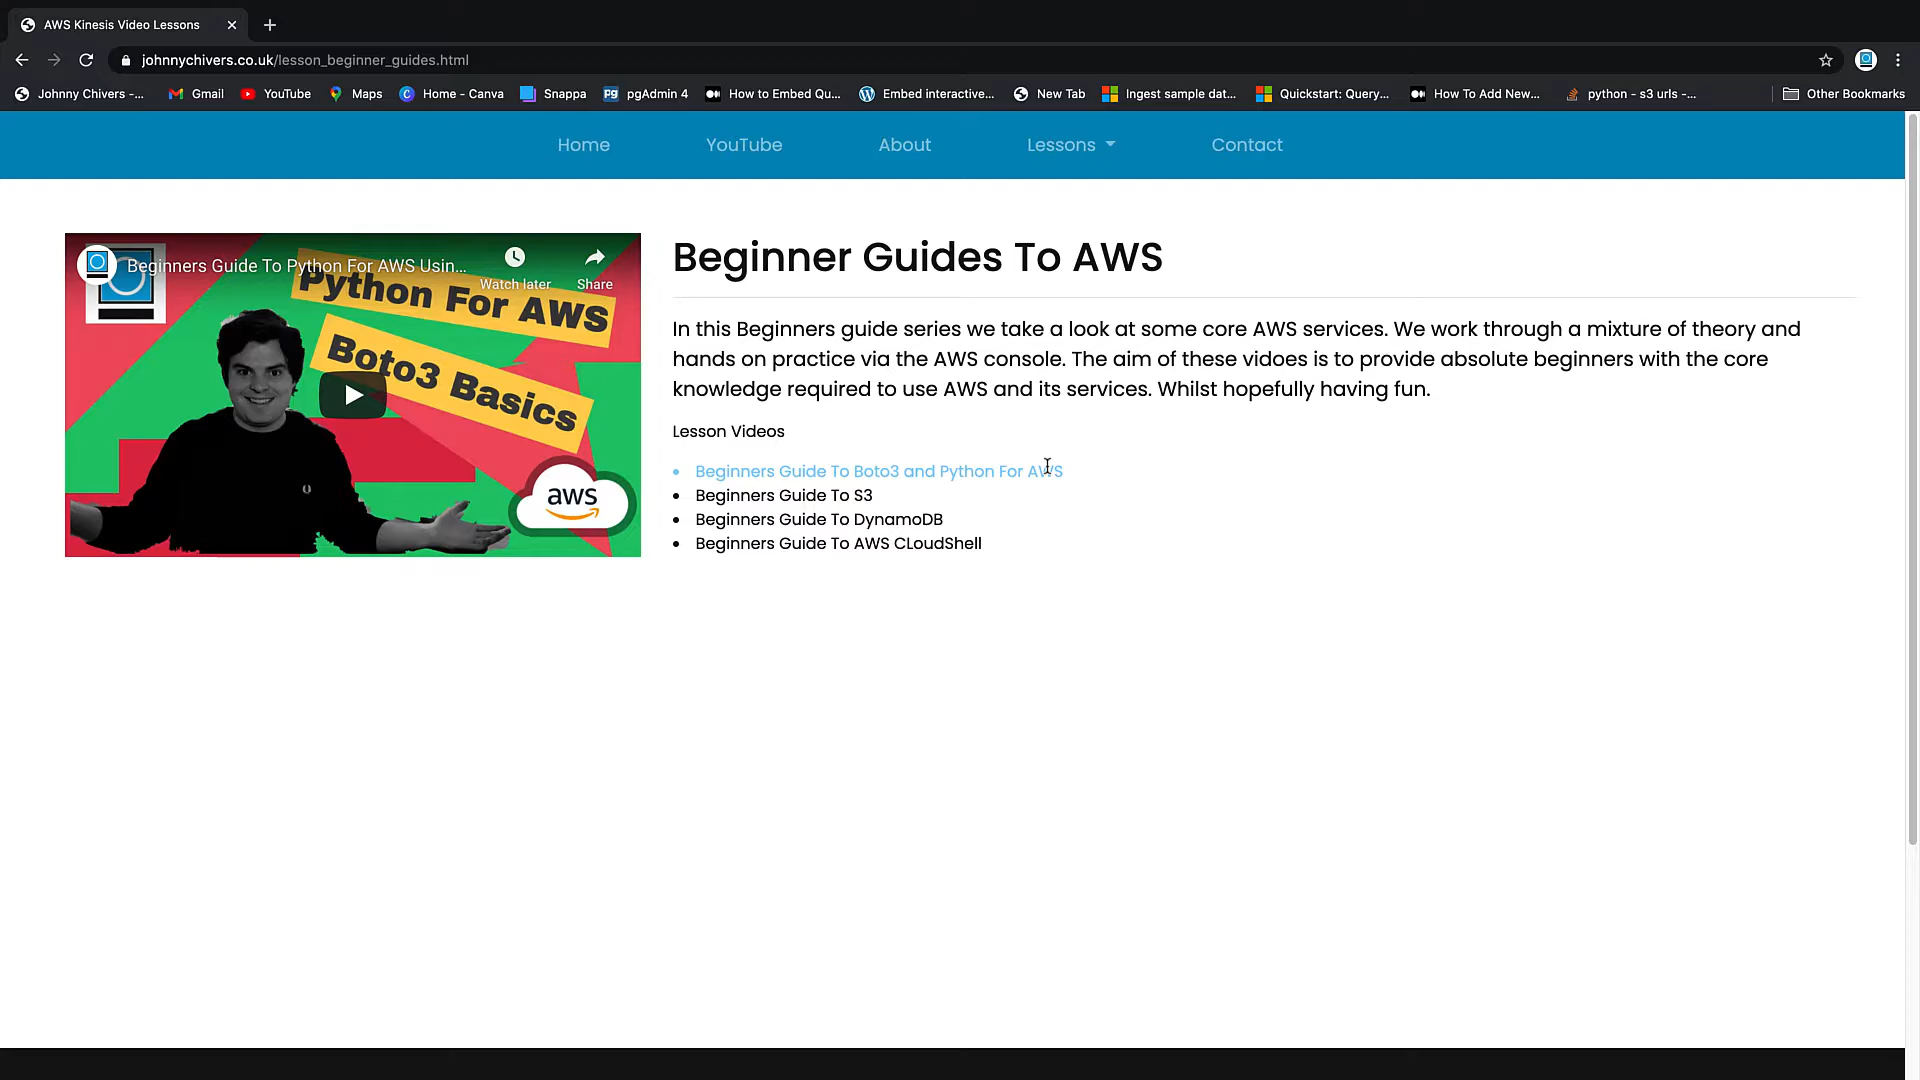 AWS Kinesis Video Lessons
johnnychivers.co.uk/lesson_beginner_guides.html
Johnny Chivers -...
Gmail
YouTube
Maps
Home - Canva
Snappa
pgAdmin 4
How to Embed Qu...
Embed interactive...
New Tab
Ingest sample dat...
Quickstart: Query...
How To Add New...
python - s3 urls -...
Other Bookmarks
Home
YouTube
About
Lessons
Contact
Beginners Guide To Python For AWS Usin...
Watch later
Share
Python For AWS
Boto3 Basics
aws
Beginner Guides To AWS
In this Beginners guide series we take a look at some core AWS services. We work through a mixture of theory and
hands on practice via the AWS console. The aim of these vidoes is to provide absolute beginners with the core
knowledge required to use AWS and its services. Whilst hopefully having fun.
Lesson Videos
Beginners Guide To Boto3 and Python For AWS
Beginners Guide To S3
Beginners Guide To DynamoDB
Beginners Guide To AWS CLoudShell